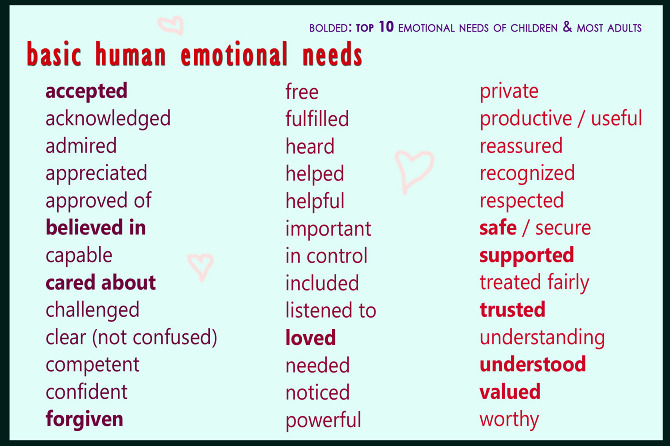 BOLDED: TOP 10 EMOTIONAL NEEDS OF CHILDREN & MOST ADULTS
basic human emotional needs
accepted
acknowledged
admired
appreciated
approved of
believed in
capable
cared about
challenged
clear (not confused)
competent
confident
forgiven
free
fulfilled
heard
helped
helpful
important
in control
included
listened to
loved
needed
noticed
powerful
private
productive / useful
reassured
recognized
respected
safe / secure
supported
treated fairly
trusted
understanding
understood
valued
worthy